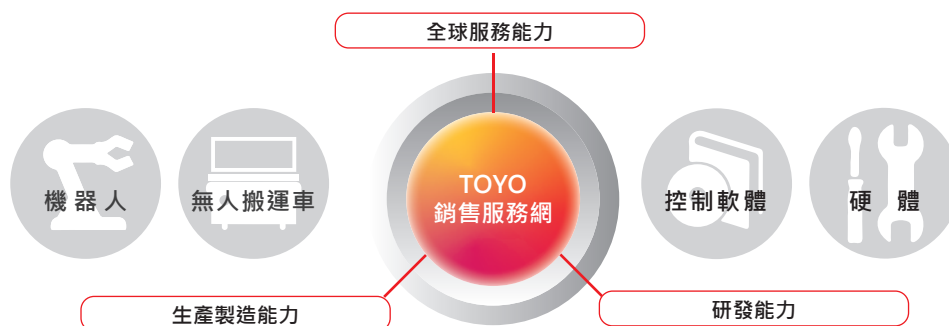 全球服務能力
機器人
無人搬運車
TOYO
銷售服務網
控制軟體
硬 體
生產製造能力
研發能力